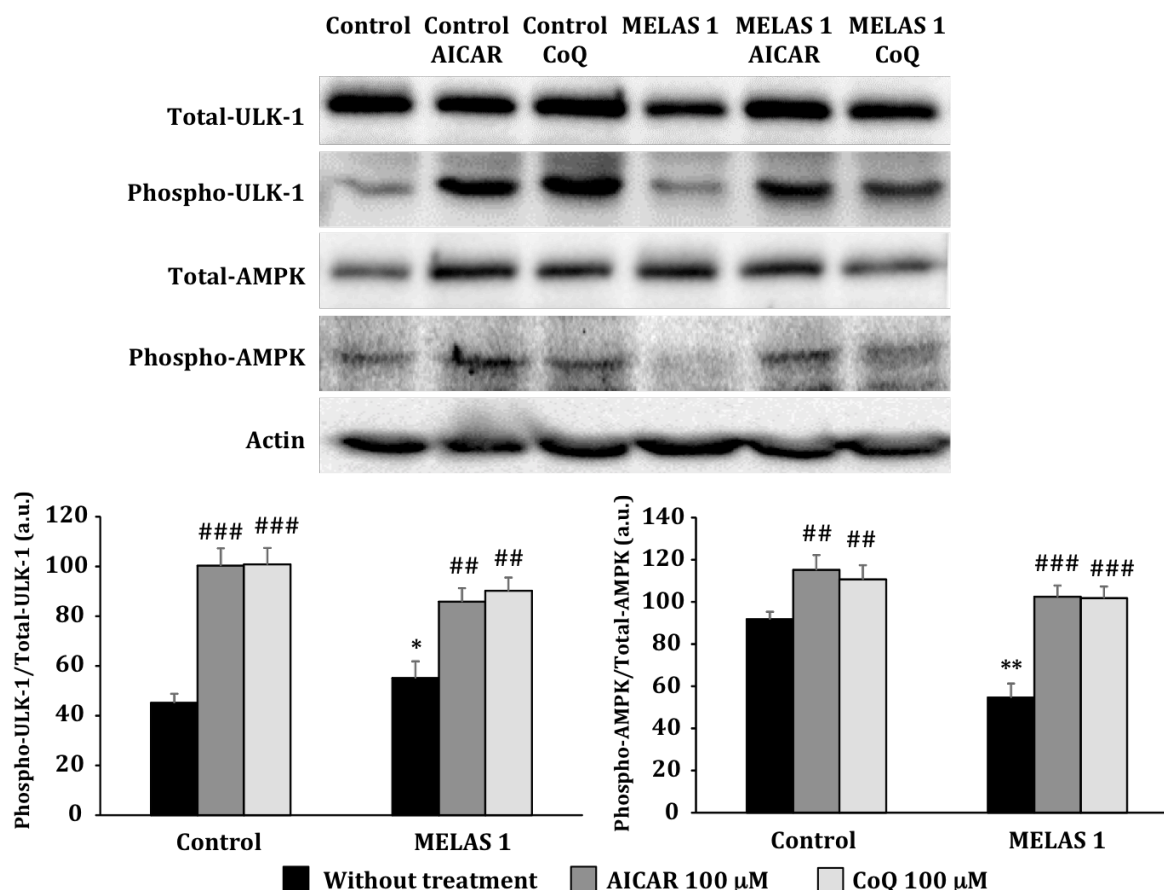 Control Control Control MELAS 1 MELAS 1 MELAS 1
AICAR CoQ AICAR CoQ
Total-ULK-1
Phospho-ULK-1
Total-AMPK
Phospho-AMPK
Actin
Phospho-ULK-1/Total-ULK-1 (a.u.)
120
100
80
60
40
20
0
### ###
## ##
*
Control MELAS 1
Phospho-AMPK/Total-AMPK (a.u.)
140
120
100
80
60
40
20
0
## ##
### ###
**
Control MELAS 1
Without treatment AICAR 100 µM CoQ 100 µM